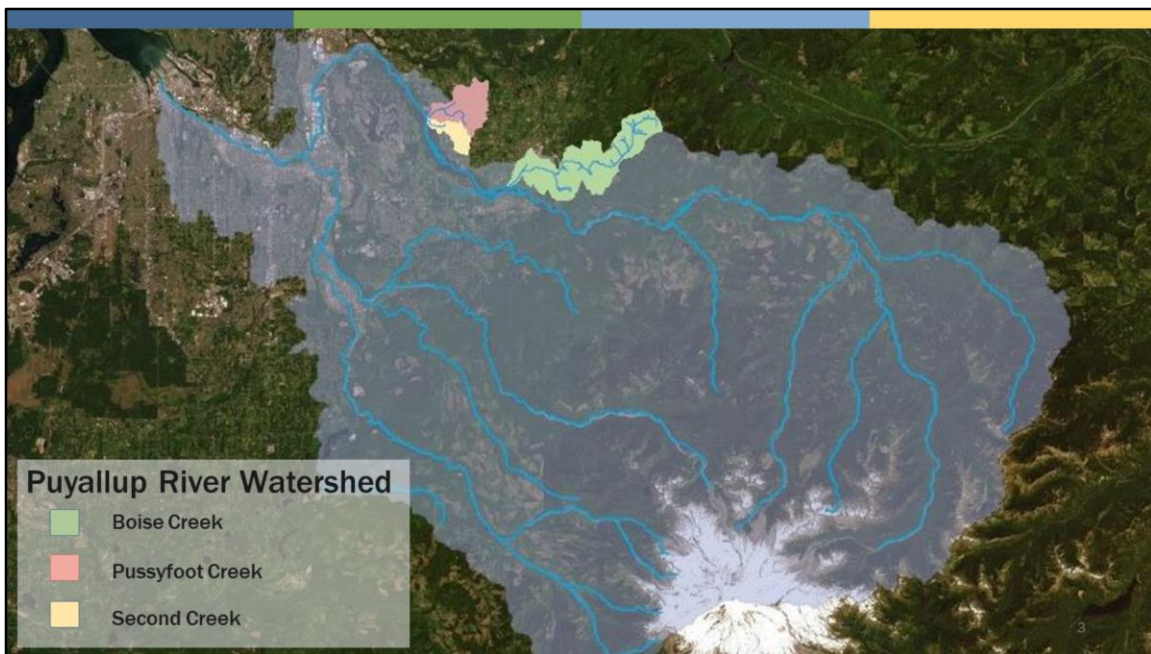 Puyallup River Watershed
Boise Creek
Pussyfoot Creek
Second Creek
3